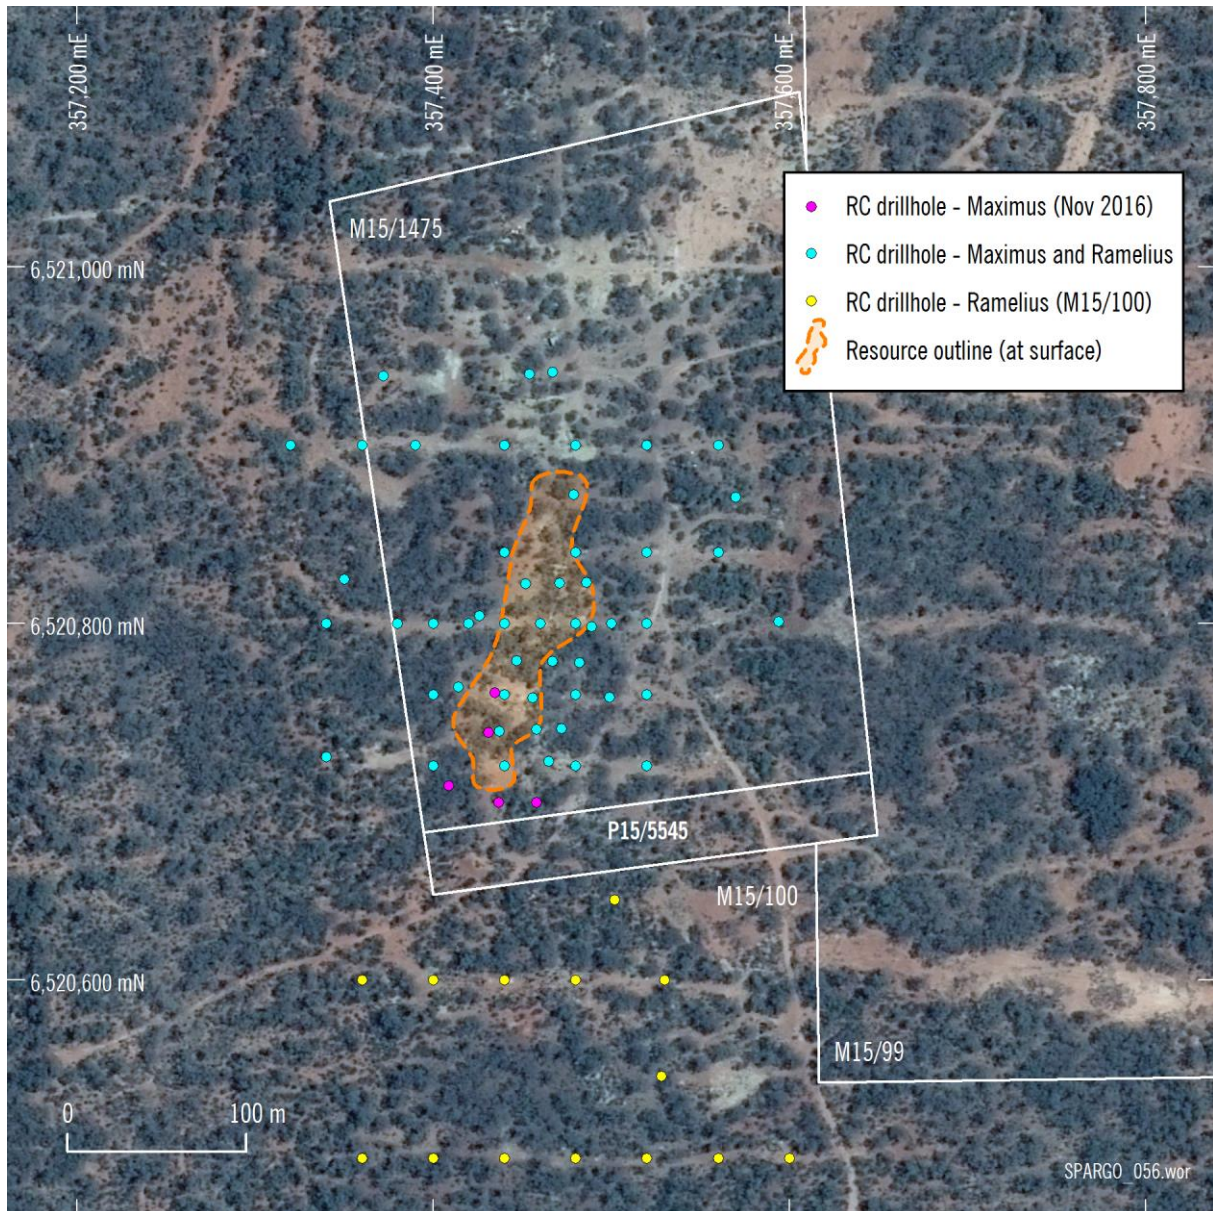 357,200 mE
357,400 mE
357,600 mE
357,800 mE
M15/1475
RC drillhole - Maximus (Nov 2016)
RC drillhole - Maximus and Ramelius
RC drillhole - Ramelius (M15/100)
Resource outline (at surface)
6,521,000 mN
6,520,800 mN
P15/5545
M15/100
6,520,600 mN
M15/99
0 100 m
SPARGO_056.wor